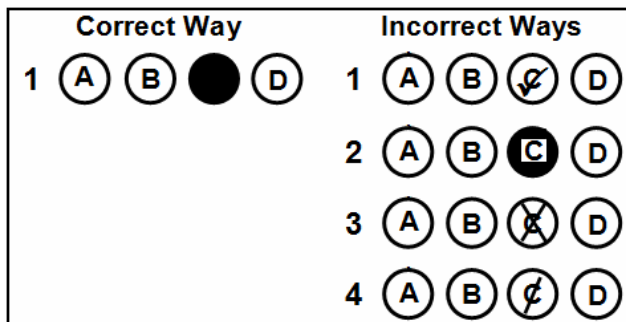 Correct Way
1 A B D
Incorrect Ways
1 A B C D
2 A B C D
3 A B C D
4 A B C D